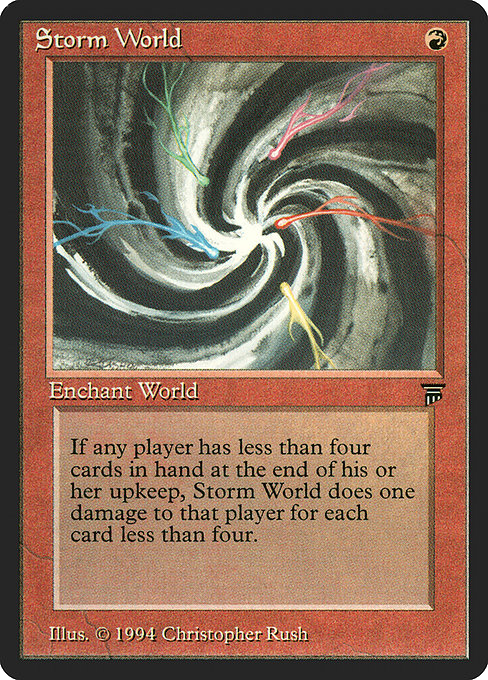 Storm World
Enchant World
If any player has less than four
cards in hand at the end of his or
her upkeep, Storm World does one
damage to that player for each
card less than four.
Illus. © 1994 Christopher Rush